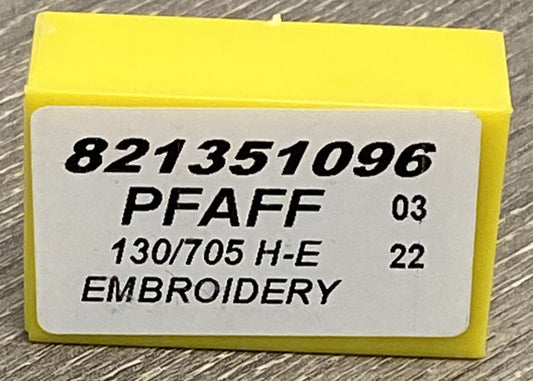 821351096
PFAFF 03
130/705 H-E 22
EMBROIDERY